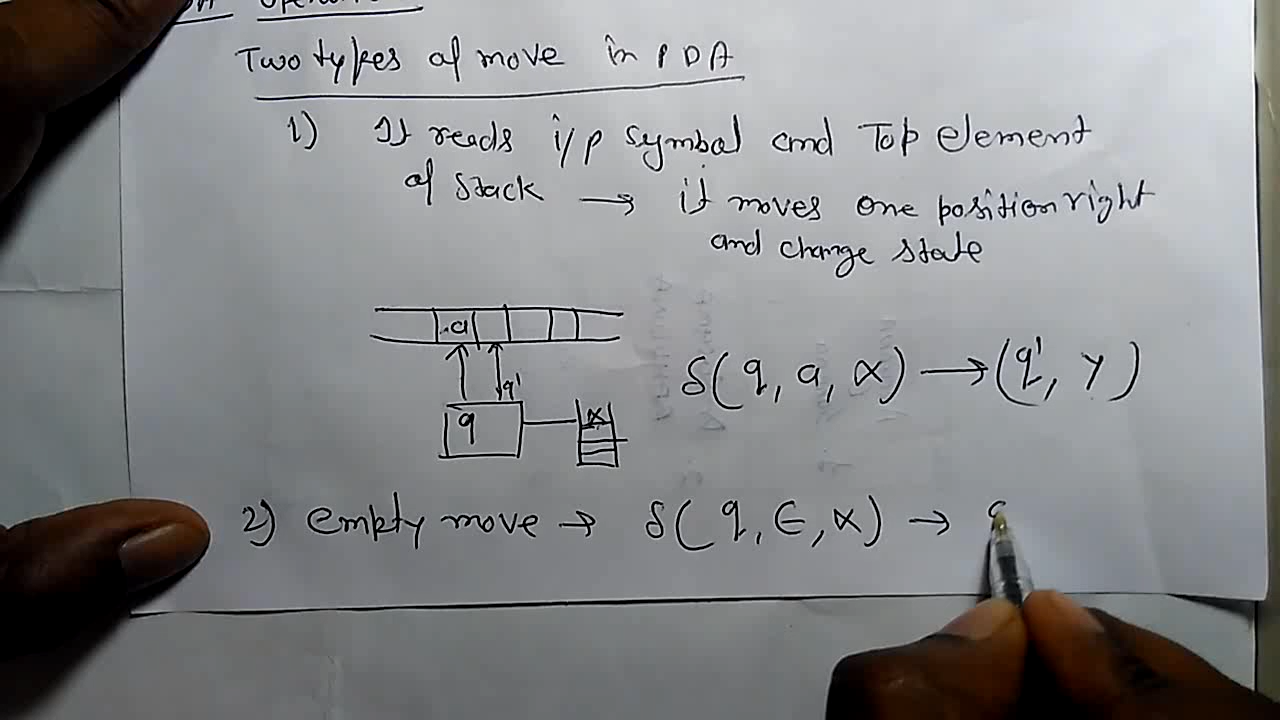 Two types of move in PDA
1) It reads i/p symbol and Top element
of stack → it moves one position right
and change state
a
q'
q
x
δ(q, a, x) → (q', y)
2) empty move → δ(q, ∈, x) →